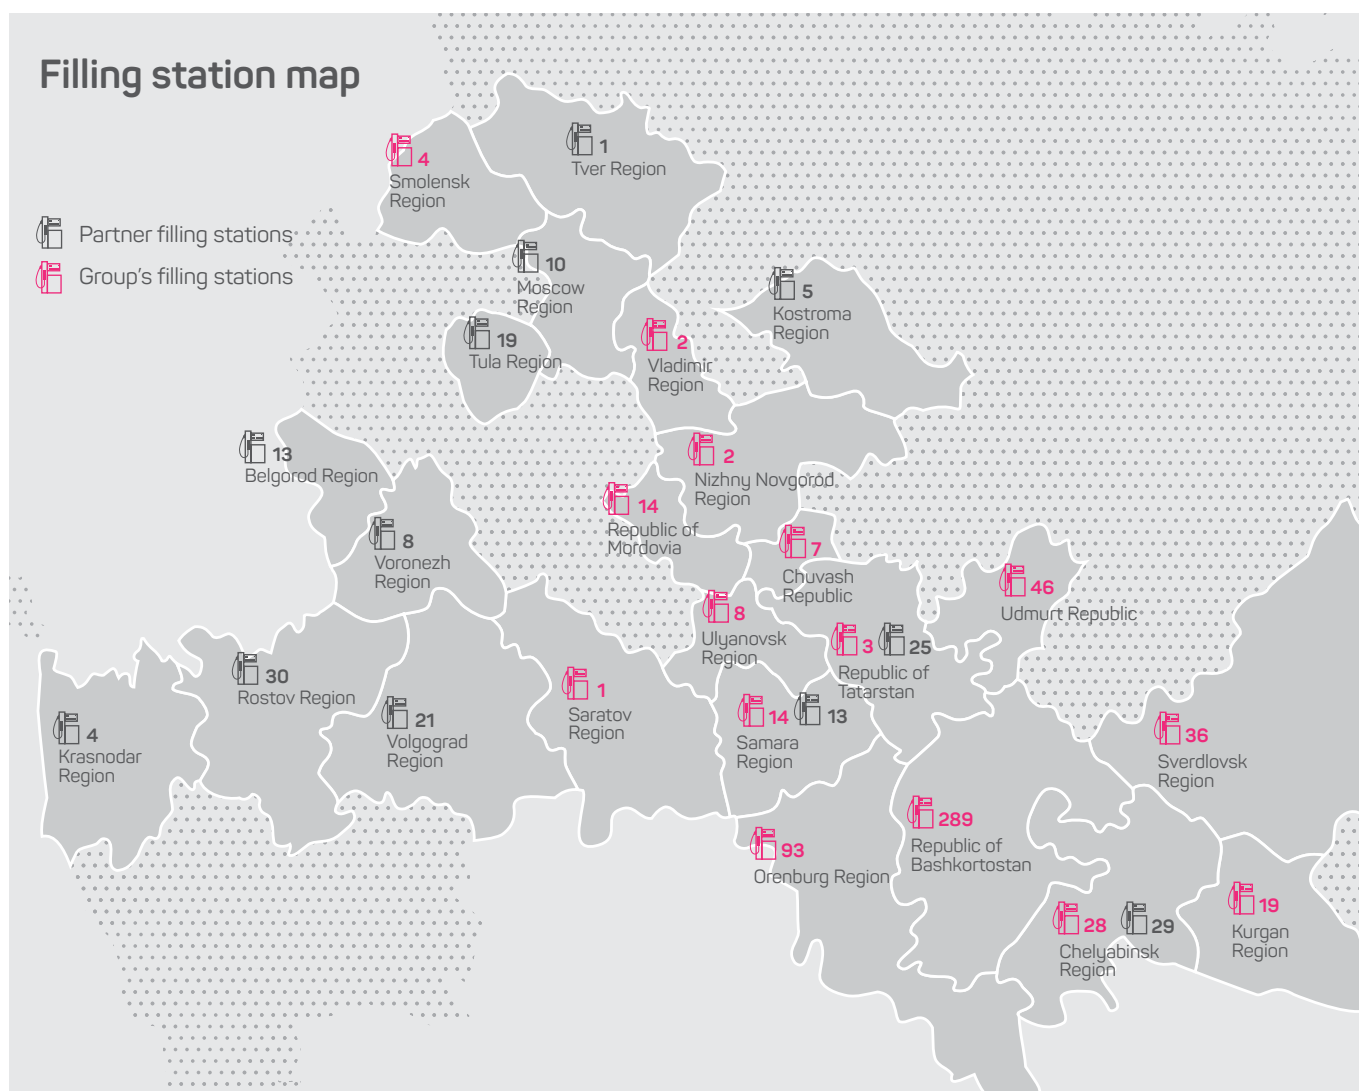 Filling station map
Partner filling stations
Group's filling stations
4
Smolensk
Region
1
Tver Region
10
Moscow
Region
5
Kostroma
Region
19
Tula Region
2
Vladimir
Region
13
Belgorod Region
2
Nizhny Novgorod
Region
14
Republic of
Mordovia
8
Voronezh
Region
7
Chuvash
Republic
46
Udmurt Republic
8
Ulyanovsk
Region
3
25
Republic of
Tatarstan
30
Rostov Region
1
Saratov
Region
4
Krasnodar
Region
21
Volgograd
Region
14
13
Samara
Region
36
Sverdlovsk
Region
289
Republic of
Bashkortostan
93
Orenburg Region
28
29
Chelyabinsk
Region
19
Kurgan
Region